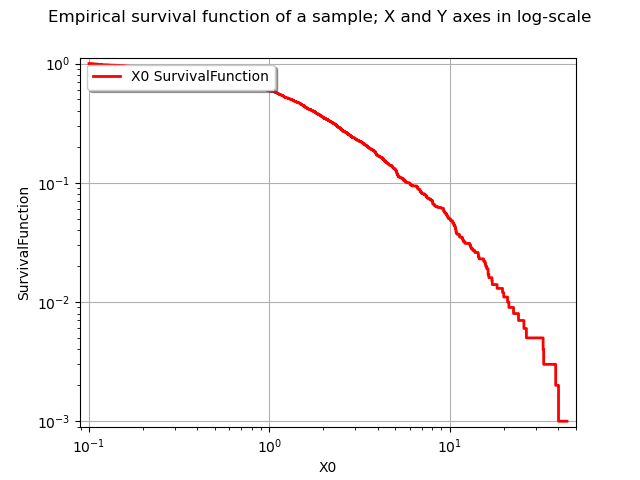 Empirical survival function of a sample; X and Y axes in log-scale
X0 SurvivalFunction
SurvivalFunction
10⁰
10⁻¹
10⁻²
10⁻³
10⁻¹
10⁰
10¹
X0